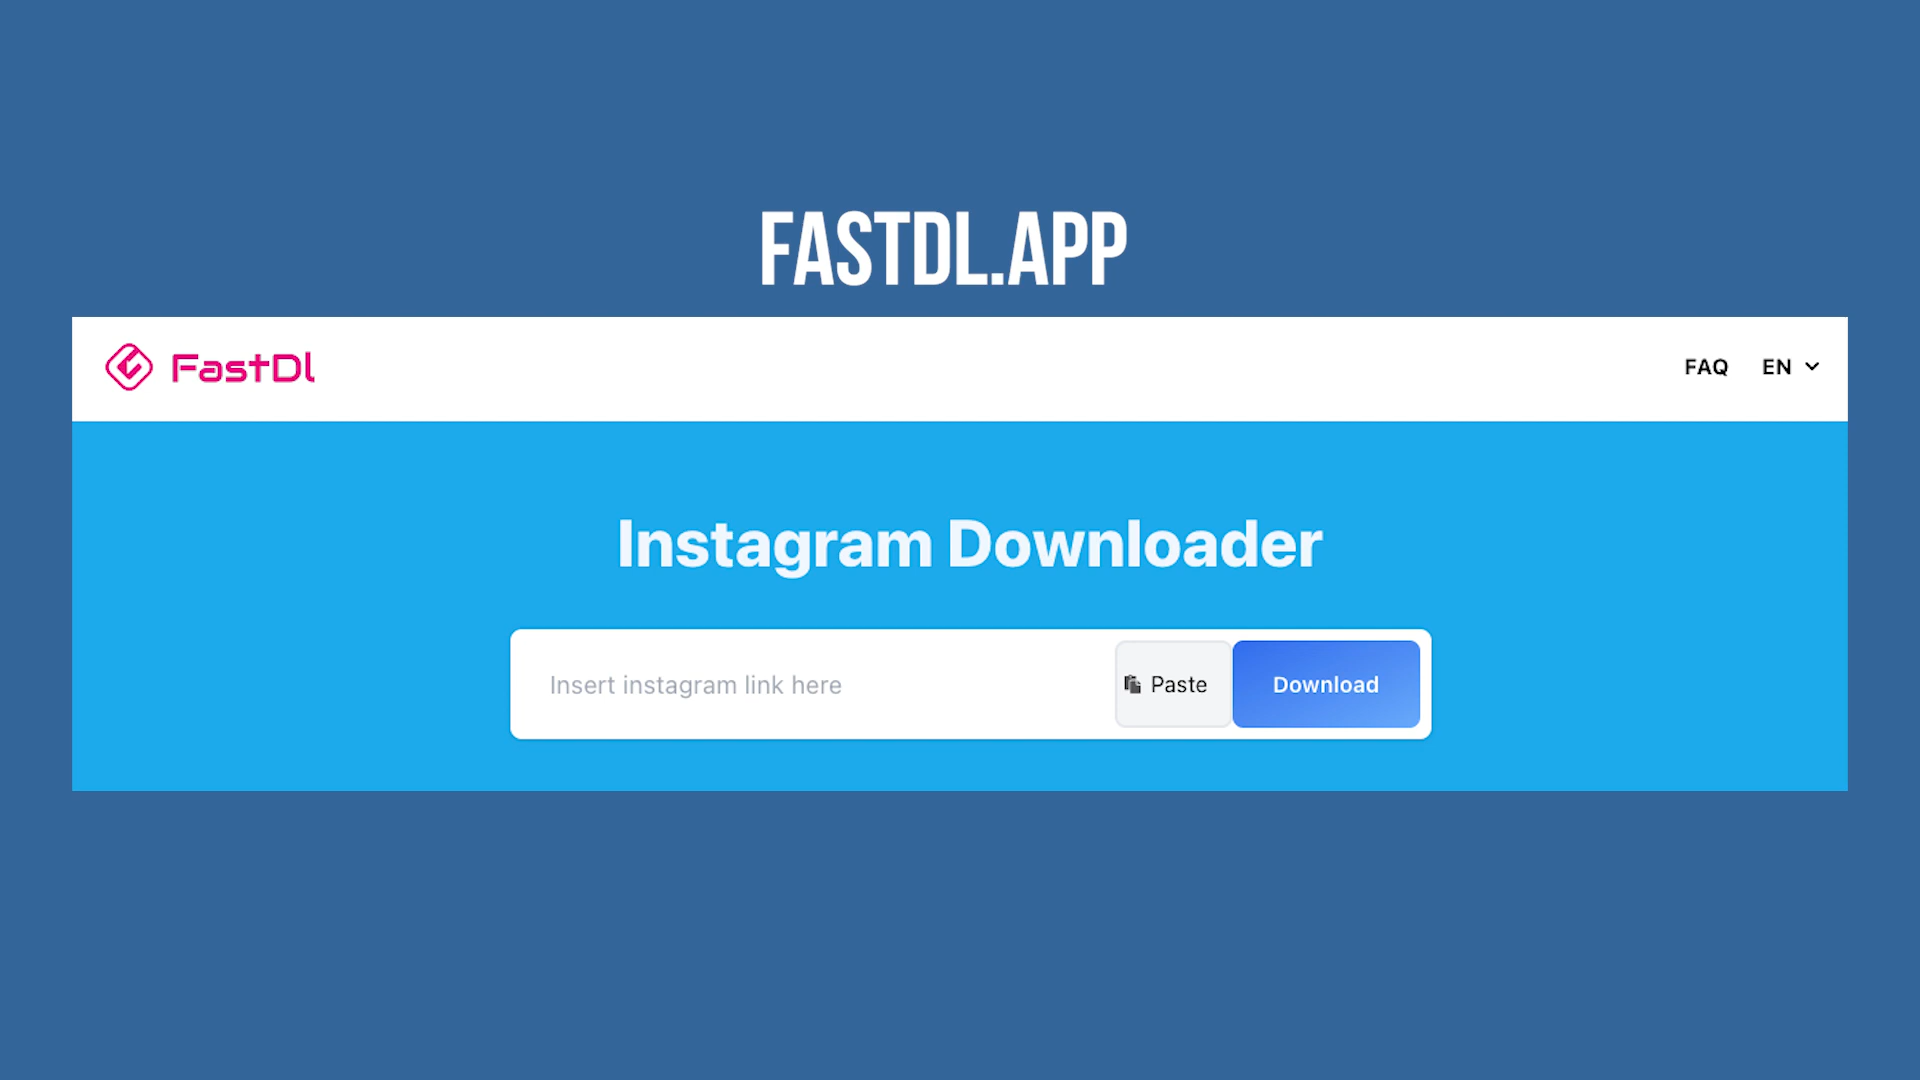 FASTDL.APP
FastDl
FAQ EN
Instagram Downloader
Insert instagram link here Paste Download